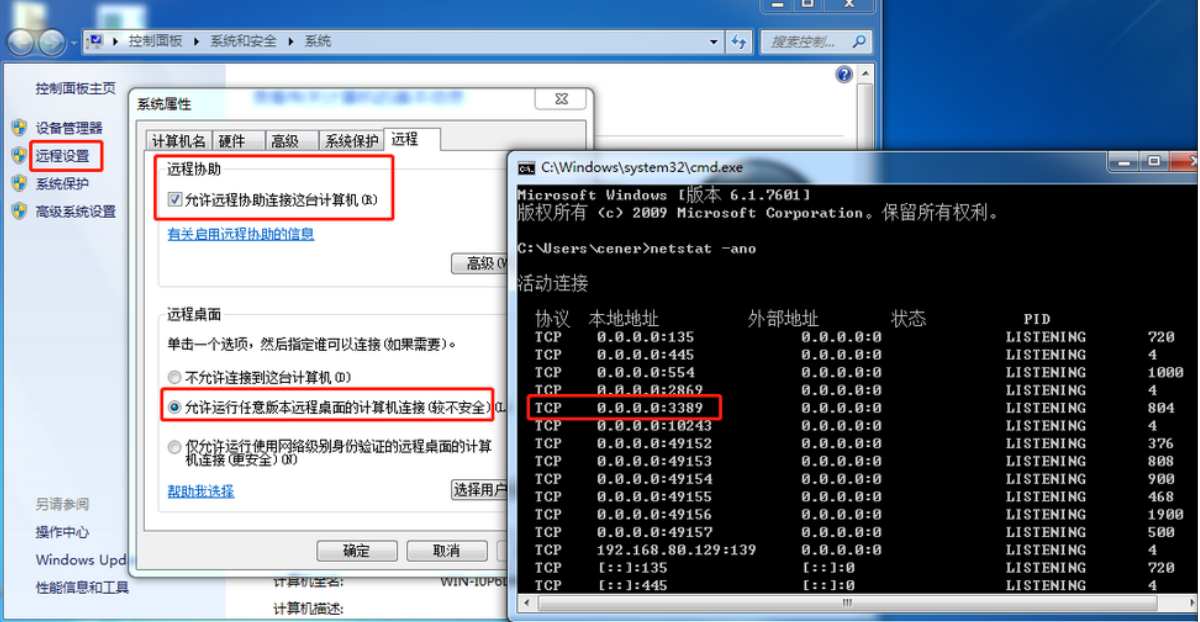 控制面板 系统和安全 系统
搜索控制...
控制面板主页
设备管理器
远程设置
系统保护
高级系统设置
另请参阅
操作中心
Windows Upd
性能信息和工具
系统属性
计算机名 硬件 高级 系统保护 远程
远程协助
允许远程协助连接这台计算机(R)
有关启用远程协助的信息
高级(V
远程桌面
单击一个选项，然后指定谁可以连接(如果需要)。
不允许连接到这台计算机(D)
允许运行任意版本远程桌面的计算机连接(较不安全)(L
仅允许运行使用网络级别身份验证的远程桌面的计算
机连接(更安全)(N)
帮助我选择
选择用户
确定 取消
计算机全名: WIN-I0P6
计算机描述:
C:\Windows\system32\cmd.exe
Microsoft Windows [版本 6.1.7601]
版权所有 (c) 2009 Microsoft Corporation。保留所有权利。
C:\Users\cener>netstat -ano
活动连接
协议 本地地址 外部地址 状态 PID
TCP 0.0.0.0:135 0.0.0.0:0 LISTENING 720
TCP 0.0.0.0:445 0.0.0.0:0 LISTENING 4
TCP 0.0.0.0:554 0.0.0.0:0 LISTENING 1000
TCP 0.0.0.0:2869 0.0.0.0:0 LISTENING 4
TCP 0.0.0.0:3389 0.0.0.0:0 LISTENING 804
TCP 0.0.0.0:10243 0.0.0.0:0 LISTENING 4
TCP 0.0.0.0:49152 0.0.0.0:0 LISTENING 376
TCP 0.0.0.0:49153 0.0.0.0:0 LISTENING 808
TCP 0.0.0.0:49154 0.0.0.0:0 LISTENING 900
TCP 0.0.0.0:49155 0.0.0.0:0 LISTENING 468
TCP 0.0.0.0:49156 0.0.0.0:0 LISTENING 1900
TCP 0.0.0.0:49157 0.0.0.0:0 LISTENING 500
TCP 192.168.80.129:139 0.0.0.0:0 LISTENING 4
TCP [::]:135 [::]:0 LISTENING 720
TCP [::]:445 [::]:0 LISTENING 4